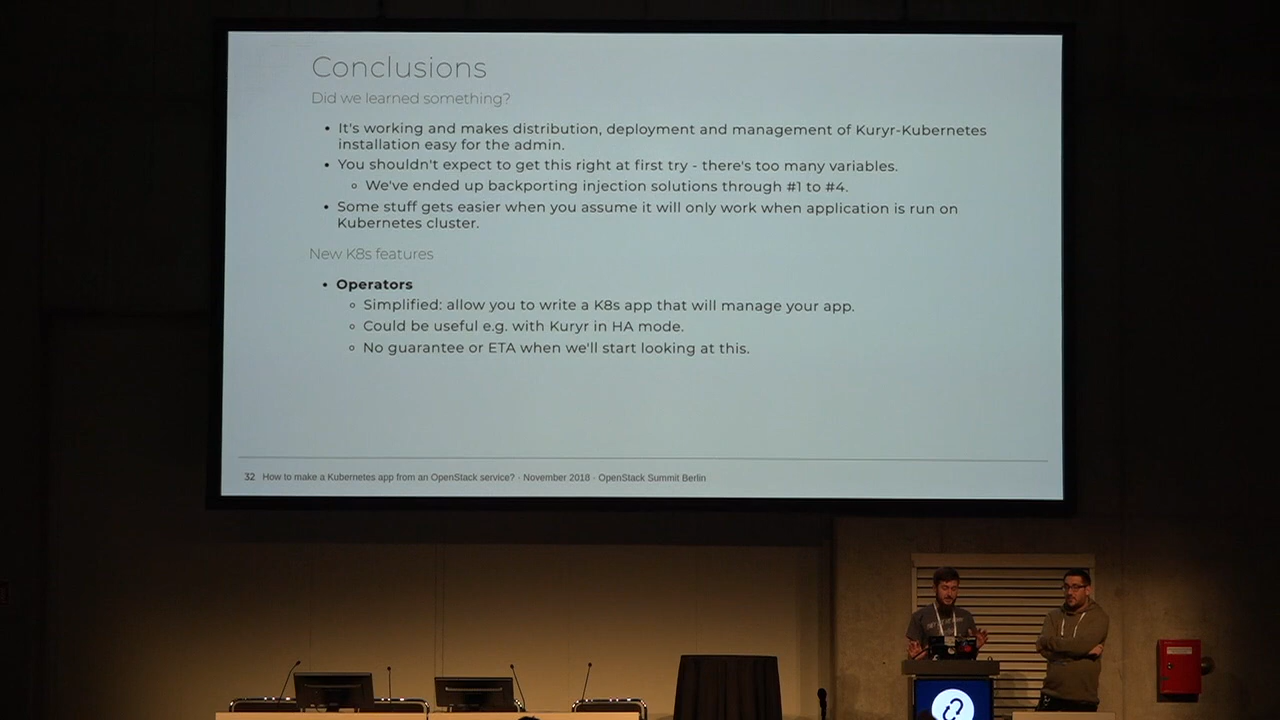 Conclusions
Did we learned something?
• It's working and makes distribution, deployment and management of Kuryr-Kubernetes
installation easy for the admin.
• You shouldn't expect to get this right at first try - there's too many variables.
◦ We've ended up backporting injection solutions through #1 to #4.
• Some stuff gets easier when you assume it will only work when application is run on
Kubernetes cluster.
New K8s features
• Operators
◦ Simplified: allow you to write a K8s app that will manage your app.
◦ Could be useful e.g. with Kuryr in HA mode.
◦ No guarantee or ETA when we'll start looking at this.
32 How to make a Kubernetes app from an OpenStack service? · November 2018 · OpenStack Summit Berlin